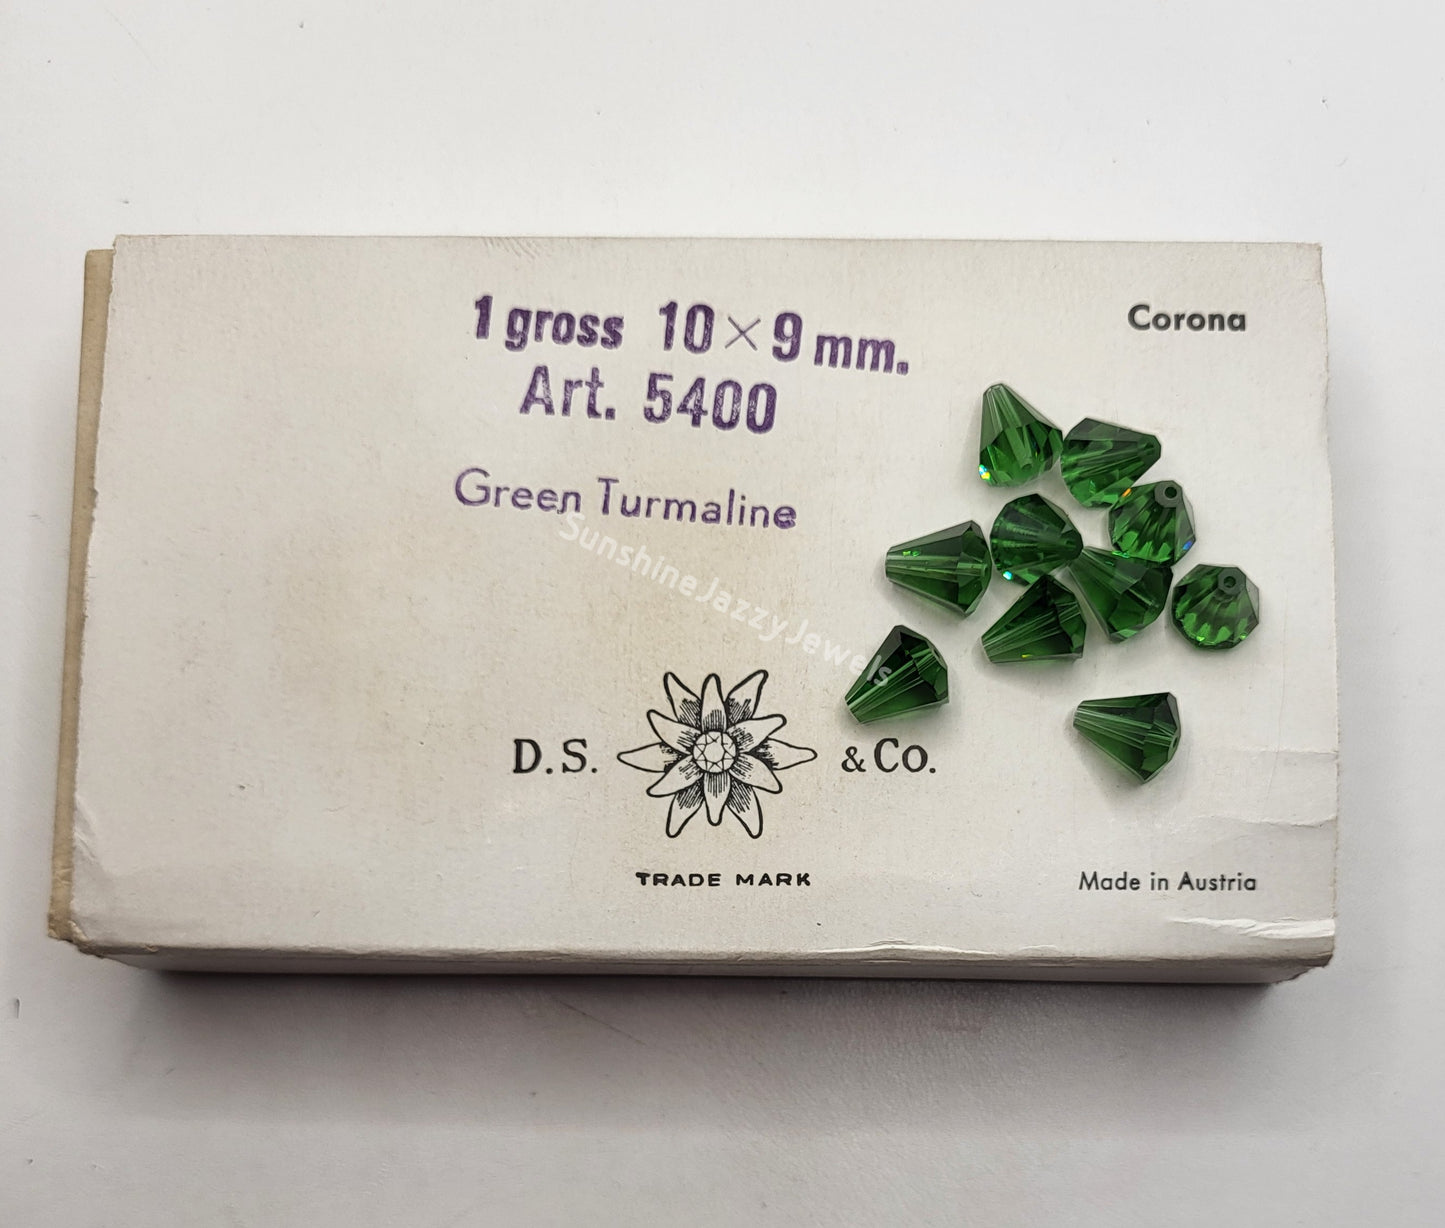 1 gross 10×9 mm.
Art. 5400
Corona
Green Turmaline
SunshineJazzyJewels
D.S. & Co.
TRADE MARK
Made in Austria